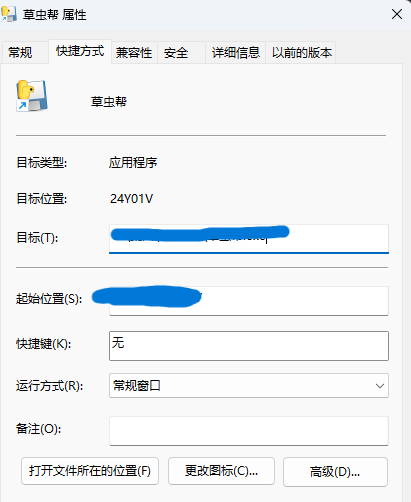 草虫帮 属性
常规 快捷方式 兼容性 安全 详细信息 以前的版本
草虫帮
目标类型: 应用程序
目标位置: 24Y01V
目标(T):
起始位置(S):
快捷键(K): 无
运行方式(R): 常规窗口
备注(O):
打开文件所在的位置(F) 更改图标(C)... 高级(D)...